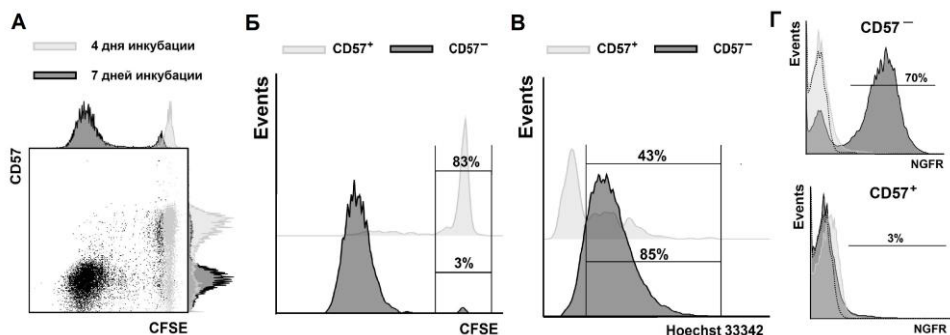 А
4 дня инкубации
7 дней инкубации
CD57
CFSE
Б
CD57+
CD57−
Events
83%
3%
CFSE
В
CD57+
CD57−
Events
43%
85%
Hoechst 33342
Г
CD57−
Events
70%
NGFR
CD57+
Events
3%
NGFR